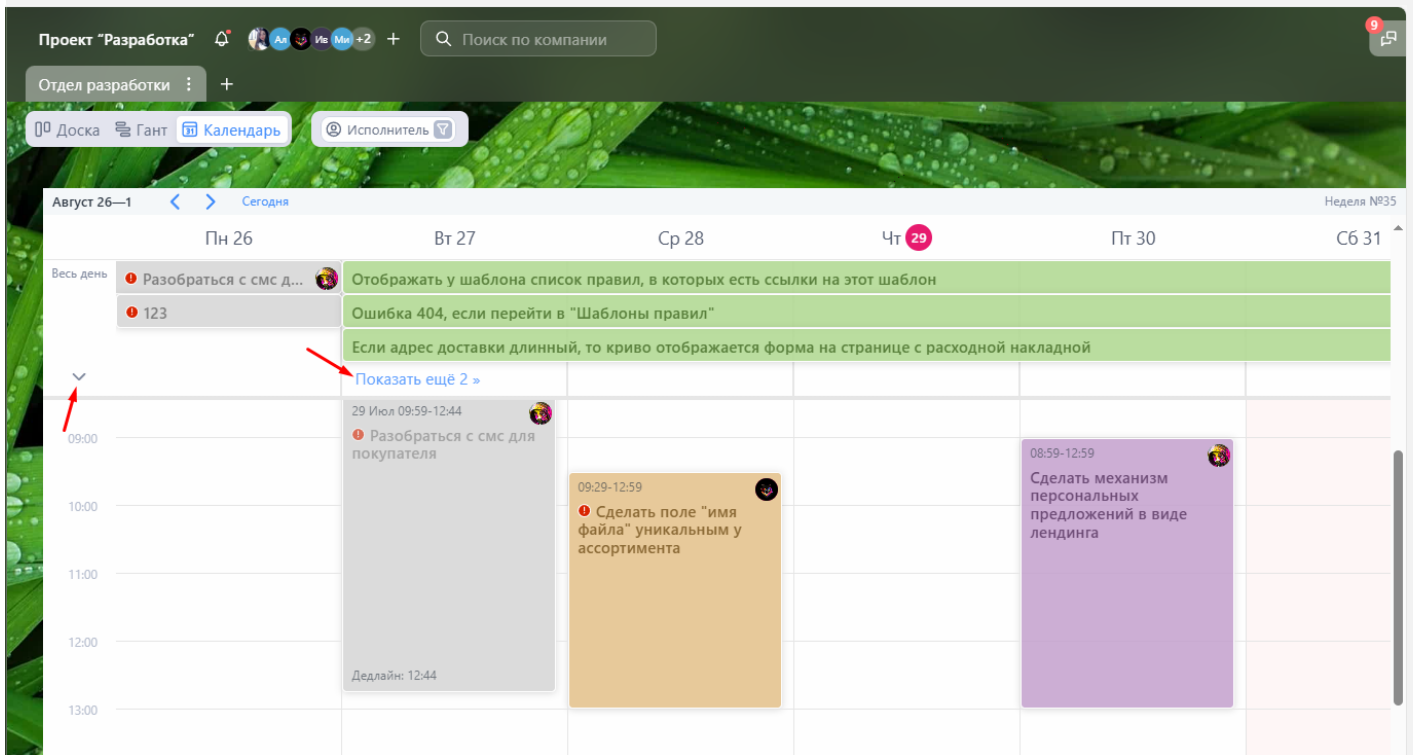 Проект "Разработка" Ал Ив Ми +2 + Поиск по компании 9
Отдел разработки +
Доска Гант 31 Календарь Исполнитель
Август 26—1 Сегодня Неделя №35
Пн 26 Вт 27 Ср 28 Чт 29 Пт 30 Сб 31
Весь день Разобраться с смс д... Отображать у шаблона список правил, в которых есть ссылки на этот шаблон
123 Ошибка 404, если перейти в "Шаблоны правил"
Если адрес доставки длинный, то криво отображается форма на странице с расходной накладной
Показать ещё 2 »
29 Июл 09:59-12:44
Разобраться с смс для
покупателя
Дедлайн: 12:44
09:29-12:59
Сделать поле "имя
файла" уникальным у
ассортимента
08:59-12:59
Сделать механизм
персональных
предложений в виде
лендинга
09:00
10:00
11:00
12:00
13:00